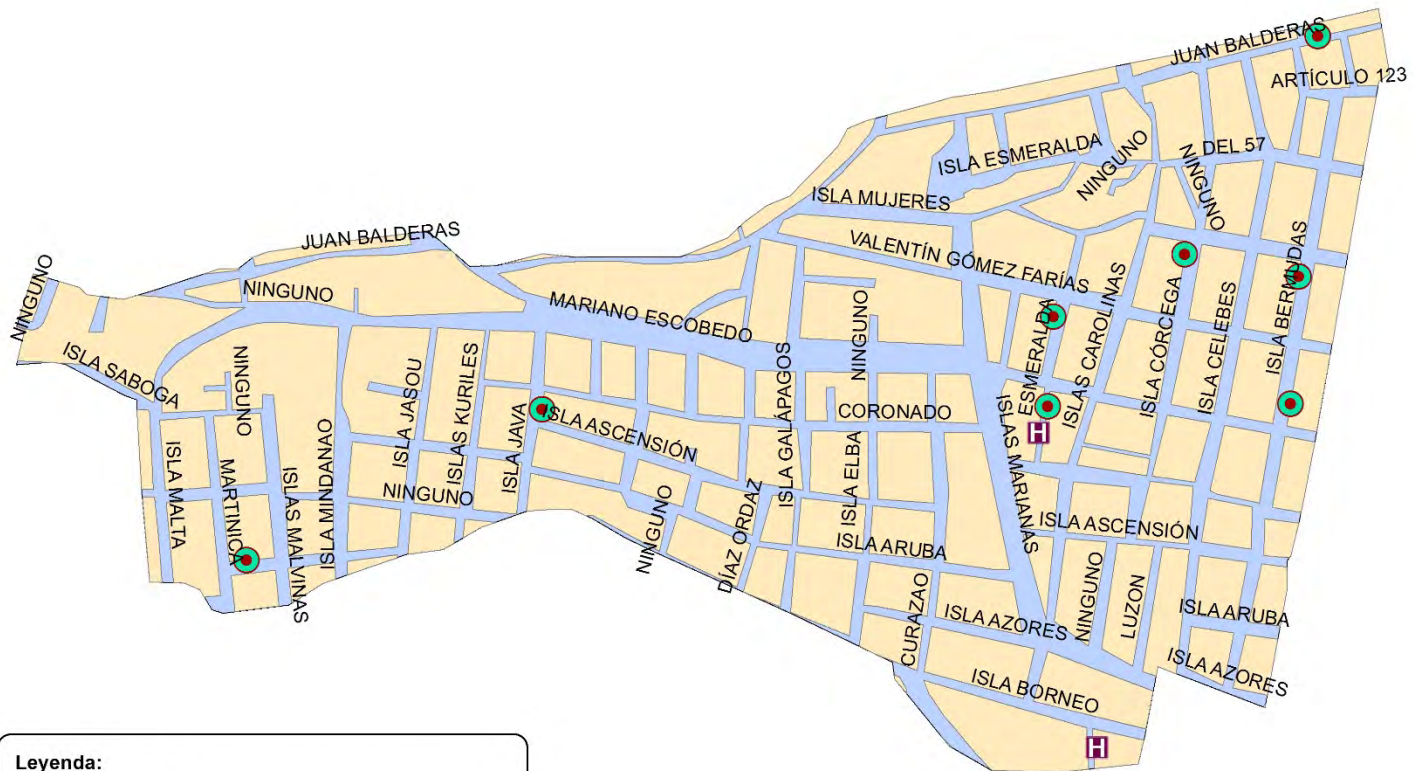 JUAN BALDERAS
ARTÍCULO 123
ISLA ESMERALDA
NINGUNO
DEL 57
NINGUNO
ISLA MUJERES
VALENTÍN GÓMEZ FARÍAS
JUAN BALDERAS
NINGUNO
NINGUNO
MARIANO ESCOBEDO
ISLA SABOGA
NINGUNO
ISLA JASOU
ISLAS KURILES
ISLA JAVA
ISLA ASCENSIÓN
ISLA GALÁPAGOS
NINGUNO
CORONADO
ESMERALDA
ISLAS CAROLINAS
ISLA CÓRCEGA
ISLA CELEBES
ISLA BERMUDAS
H
ISLA MALTA
MARTINICA
ISLAS MALVINAS
ISLA MINDANAO
NINGUNO
NINGUNO
DÍAZ ORDAZ
ISLA ELBA
ISLAS MARIANAS
ISLA ASCENSIÓN
ISLA ARUBA
CURAZAO
ISLA AZORES
NINGUNO
LUZON
ISLA ARUBA
ISLA AZORES
ISLA BORNEO
H
Leyenda: